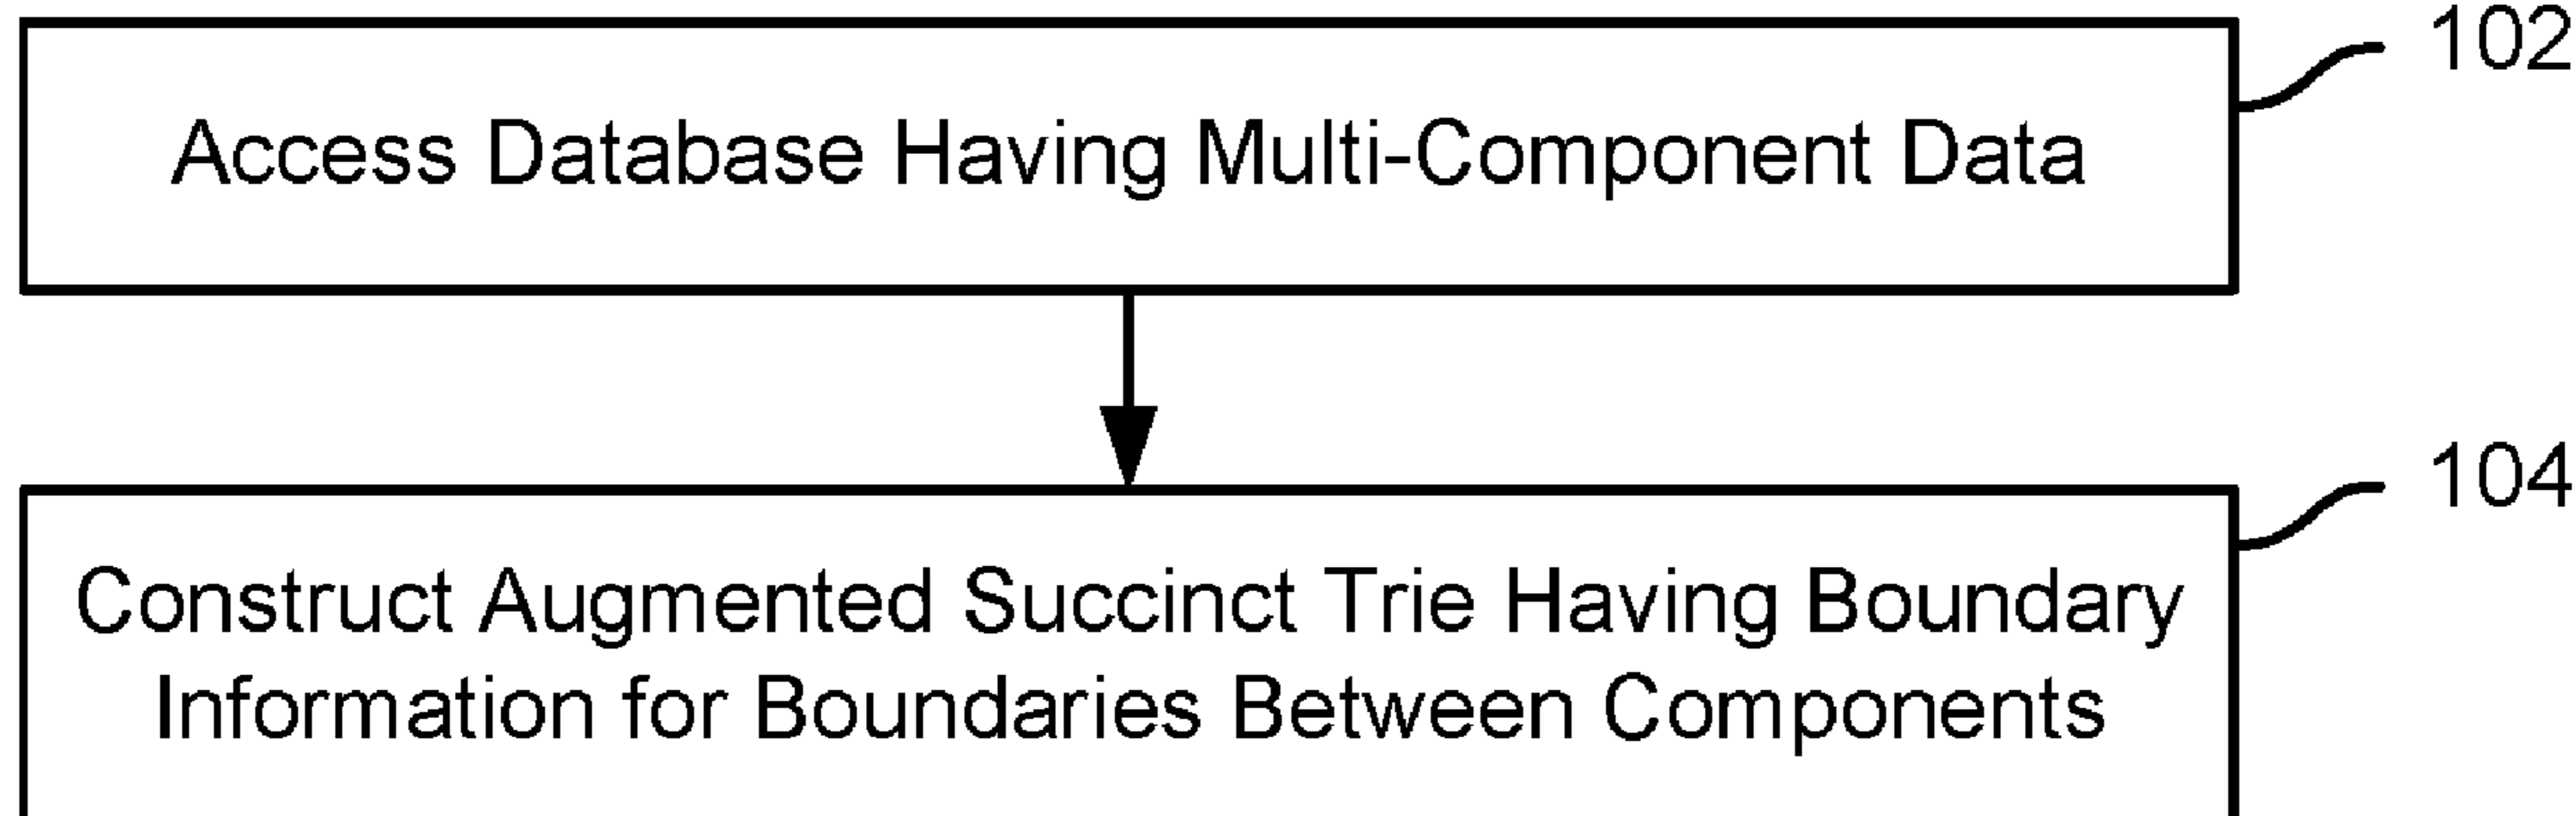 102
Access Database Having Multi-Component Data
104
Construct Augmented Succinct Trie Having Boundary
Information for Boundaries Between Components